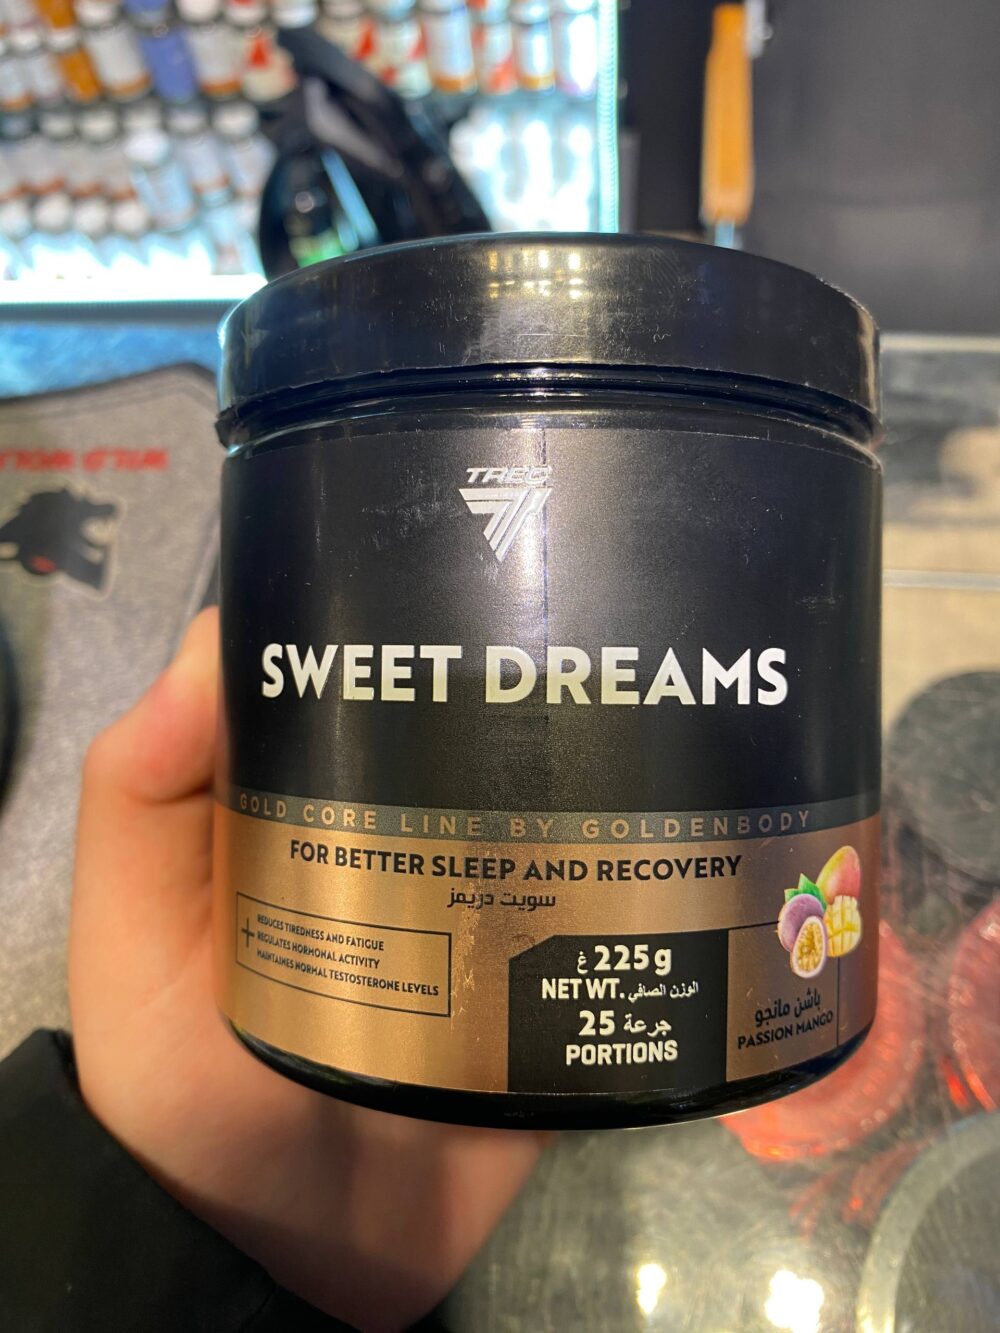 TREC
SWEET DREAMS
GOLD CORE LINE BY GOLDENBODY
FOR BETTER SLEEP AND RECOVERY
سويت دريمز
+
REDUCES TIREDNESS AND FATIGUE
REGULATES HORMONAL ACTIVITY
MAINTAINES NORMAL TESTOSTERONE LEVELS
225g غ
NET WT. الوزن الصافي
25 جرعة
PORTIONS
باشن مانجو
PASSION MANGO